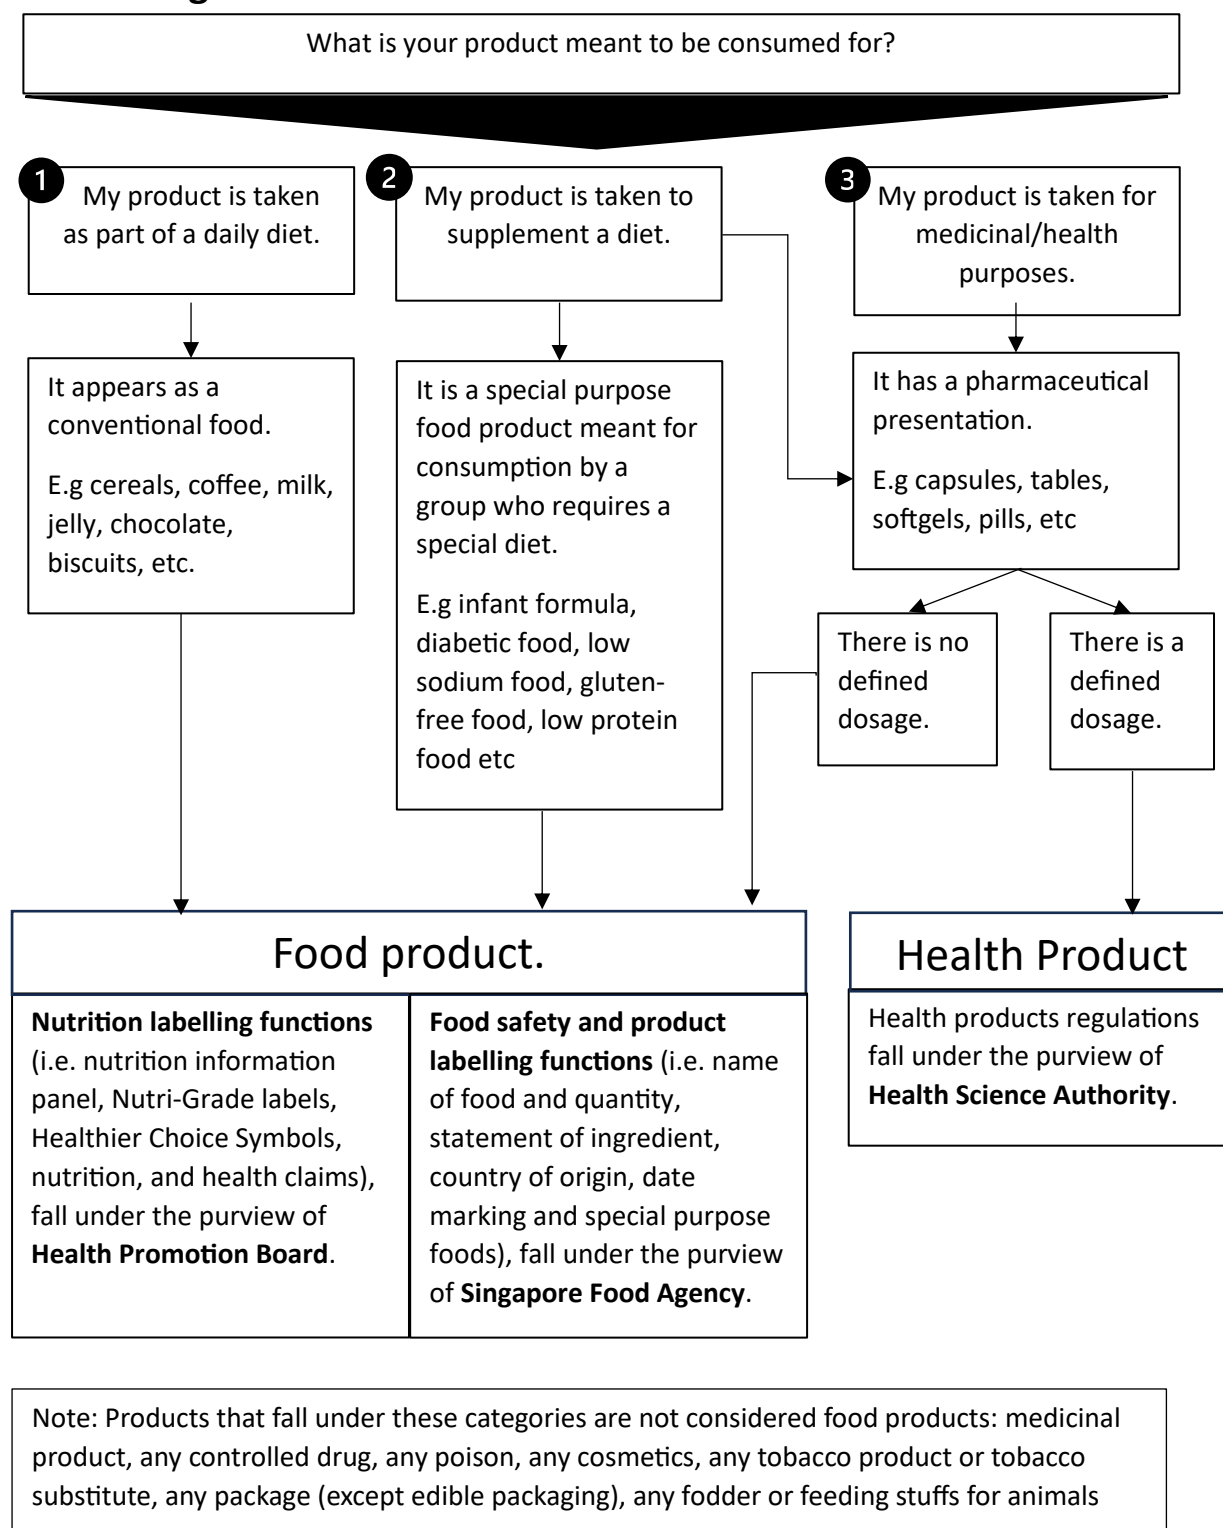 What is your product meant to be consumed for?
1
My product is taken
as part of a daily diet.
2
My product is taken to
supplement a diet.
3
My product is taken for
medicinal/health
purposes.
It appears as a
conventional food.
E.g cereals, coffee, milk,
jelly, chocolate,
biscuits, etc.
It is a special purpose
food product meant for
consumption by a
group who requires a
special diet.
E.g infant formula,
diabetic food, low
sodium food, gluten-
free food, low protein
food etc
It has a pharmaceutical
presentation.
E.g capsules, tables,
softgels, pills, etc
There is no
defined
dosage.
There is a
defined
dosage.
Food product.
Nutrition labelling functions
(i.e. nutrition information
panel, Nutri-Grade labels,
Healthier Choice Symbols,
nutrition, and health claims),
fall under the purview of
Health Promotion Board.
Food safety and product
labelling functions (i.e. name
of food and quantity,
statement of ingredient,
country of origin, date
marking and special purpose
foods), fall under the purview
of Singapore Food Agency.
Health Product
Health products regulations
fall under the purview of
Health Science Authority.
Note: Products that fall under these categories are not considered food products: medicinal
product, any controlled drug, any poison, any cosmetics, any tobacco product or tobacco
substitute, any package (except edible packaging), any fodder or feeding stuffs for animals